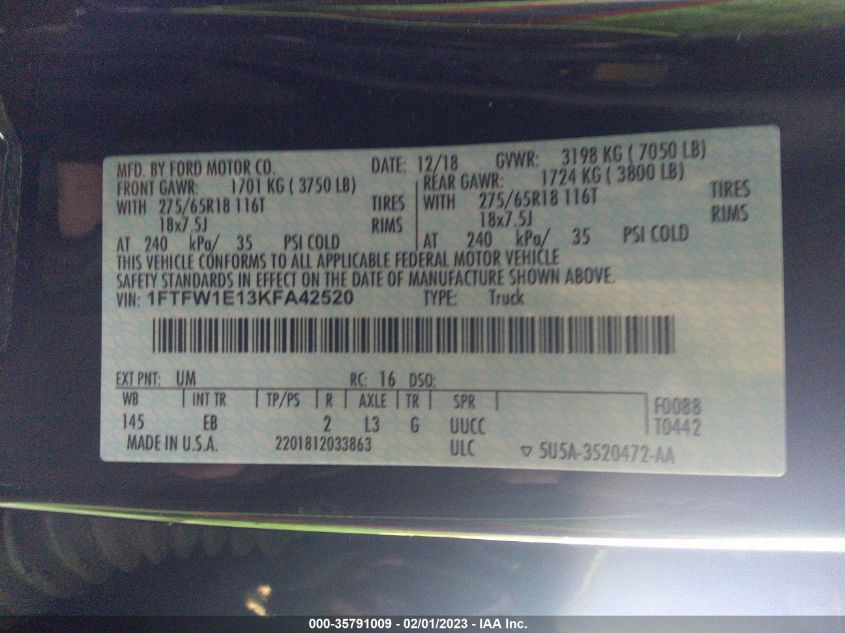 MFD. BY FORD MOTOR CO. DATE: 12/18 GVWR: 3198 KG ( 7050 LB)
FRONT GAWR: 1701 KG ( 3750 LB) REAR GAWR: 1724 KG ( 3800 LB)
WITH 275/65R18 116T TIRES WITH 275/65R18 116T TIRES
18x7.5J RIMS 18x7.5J RIMS
AT 240 kPa/ 35 PSI COLD AT 240 kPa/ 35 PSI COLD
THIS VEHICLE CONFORMS TO ALL APPLICABLE FEDERAL MOTOR VEHICLE
SAFETY STANDARDS IN EFFECT ON THE DATE OF MANUFACTURE SHOWN ABOVE.
VIN: 1FTFW1E13KFA42520 TYPE: Truck
EXT PNT: UM RC: 16 DSO:
WB INT TR TP/PS R AXLE TR SPR F0088
145 EB 2 L3 G UUCC T0442
MADE IN U.S.A. 2201812033863 ULC ▽ 5U5A-3520472-AA
000-35791009 - 02/01/2023 - IAA Inc.